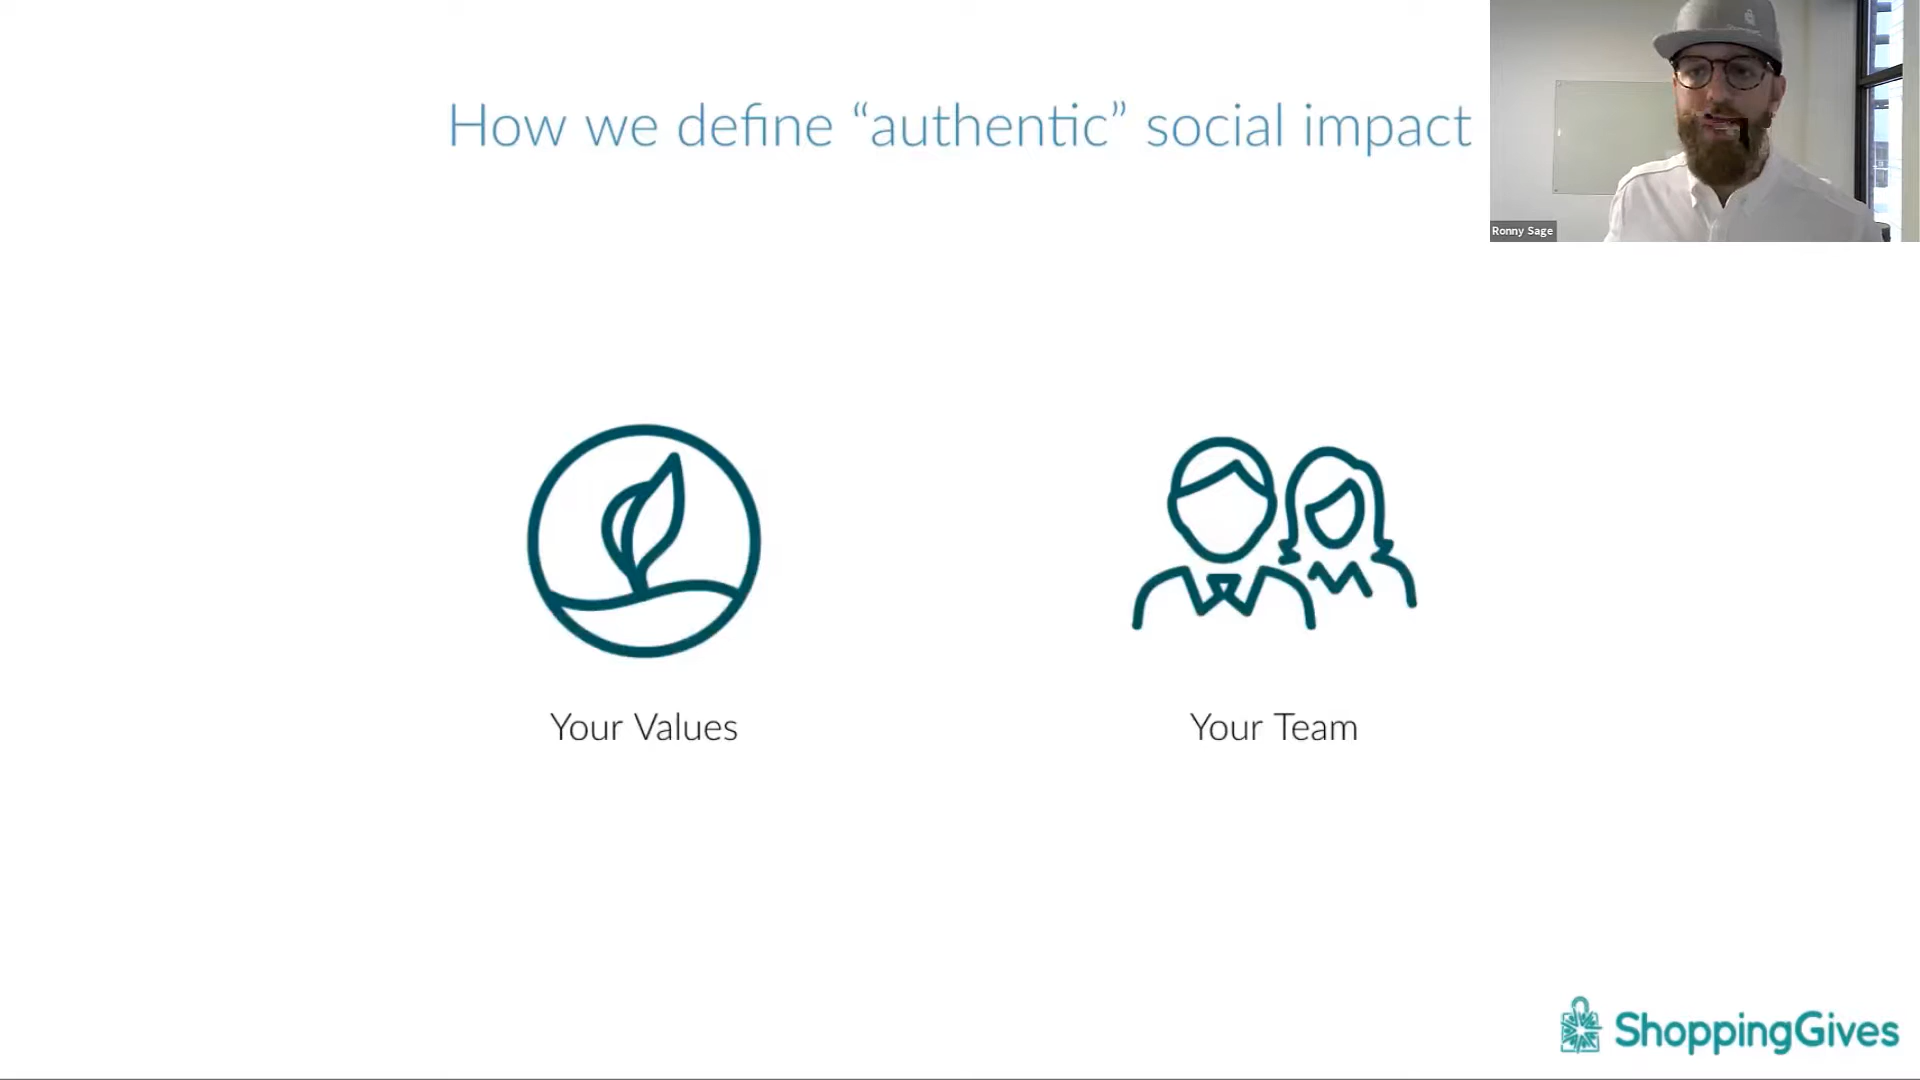 How we define “authentic” social impact
Ronny Sage
Your Values
Your Team
ShoppingGives